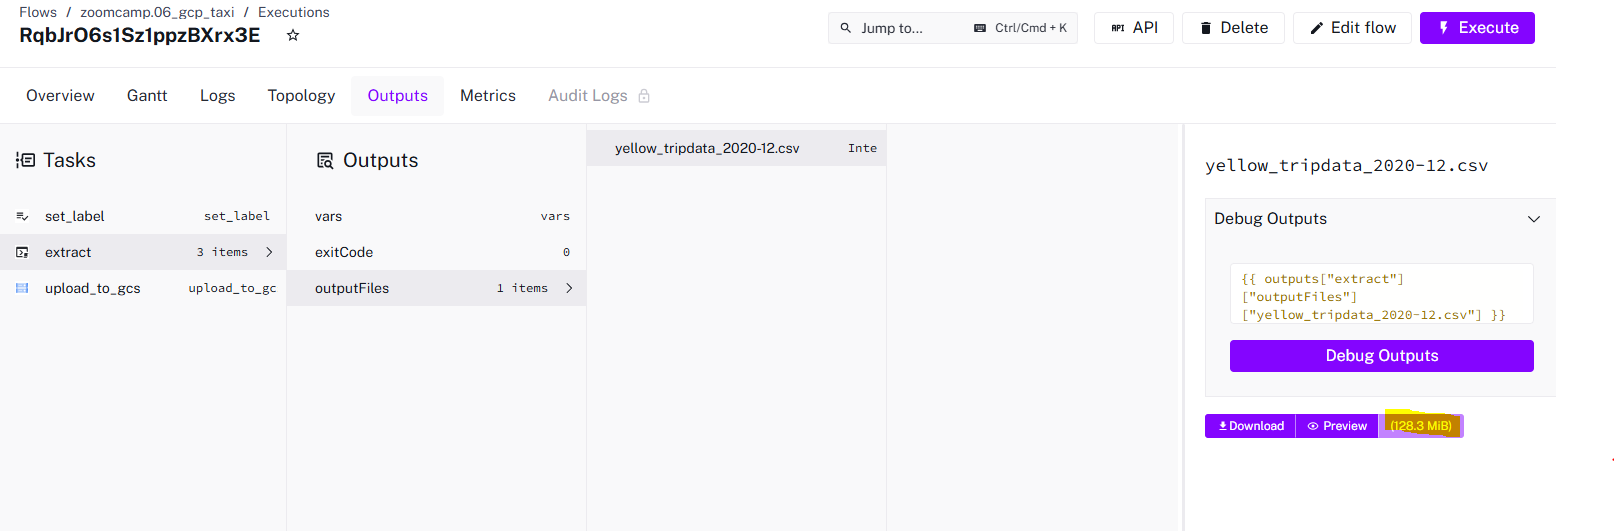 Flows / zoomcamp.06_gcp_taxi / Executions
RqbJrO6s1Sz1ppzBXrx3E
Jump to... Ctrl/Cmd + K
API
Delete
Edit flow
Execute
Overview Gantt Logs Topology Outputs Metrics Audit Logs
Tasks
set_label set_label
extract 3 items
upload_to_gcs upload_to_gc
Outputs
vars vars
exitCode 0
outputFiles 1 items
yellow_tripdata_2020-12.csv Inte
yellow_tripdata_2020-12.csv
Debug Outputs
{{ outputs["extract"]
["outputFiles"]
["yellow_tripdata_2020-12.csv"] }}
Debug Outputs
Download Preview (128.3 MiB)